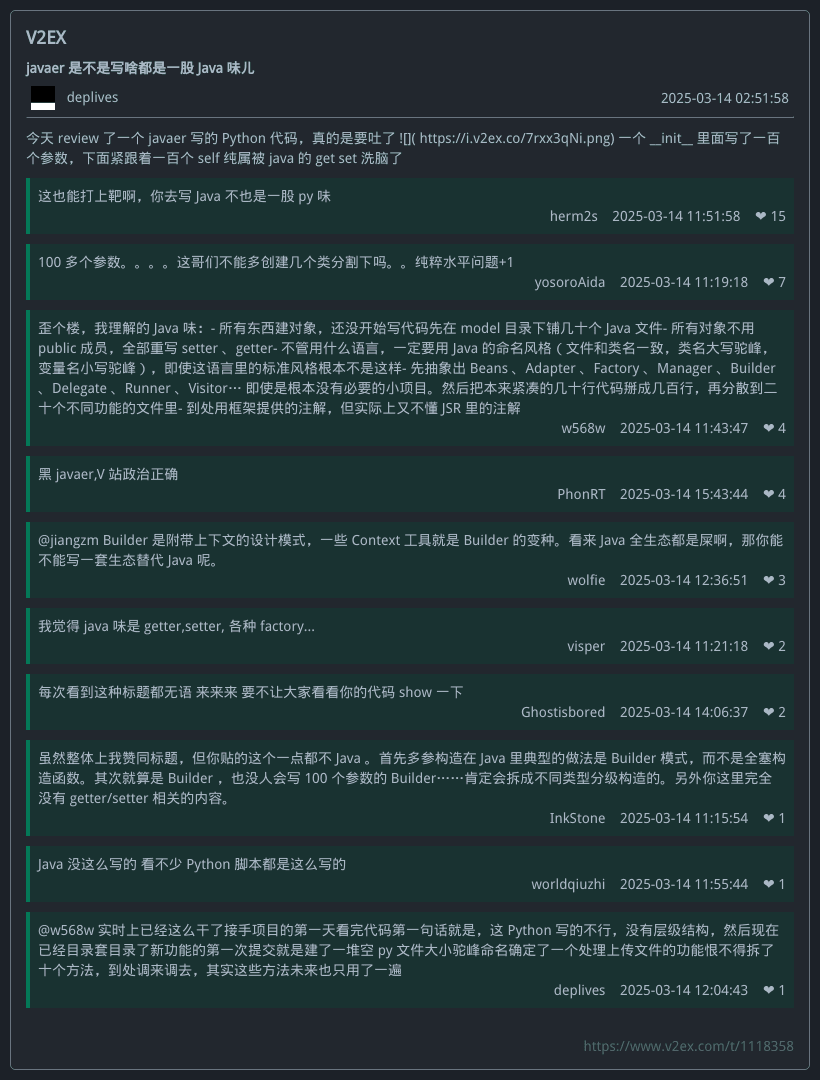 V2EX
javaer 是不是写啥都是一股 Java 味儿
deplives
2025-03-14 02:51:58
今天 review 了一个 javaer 写的 Python 代码，真的是要吐了 ![]( https://i.v2ex.co/7rxx3qNi.png) 一个 __init__ 里面写了一百
个参数，下面紧跟着一百个 self 纯属被 java 的 get set 洗脑了
这也能打上靶啊，你去写 Java 不也是一股 py 味
herm2s 2025-03-14 11:51:58 ❤ 15
100 多个参数。。。。这哥们不能多创建几个类分割下吗。。纯粹水平问题+1
yosoroAida 2025-03-14 11:19:18 ❤ 7
歪个楼，我理解的 Java 味：- 所有东西建对象，还没开始写代码先在 model 目录下铺几十个 Java 文件- 所有对象不用
public 成员，全部重写 setter 、getter- 不管用什么语言，一定要用 Java 的命名风格（ 文件和类名一致，类名大写驼峰，
变量名小写驼峰 ），即使这语言里的标准风格根本不是这样- 先抽象出 Beans 、Adapter 、Factory 、Manager 、Builder
、Delegate 、Runner 、Visitor⋯ 即使是根本没有必要的小项目。然后把本来紧凑的几十行代码掰成几百行，再分散到二
十个不同功能的文件里- 到处用框架提供的注解，但实际上又不懂 JSR 里的注解
w568w 2025-03-14 11:43:47 ❤ 4
黑 javaer,V 站政治正确
PhonRT 2025-03-14 15:43:44 ❤ 4
@jiangzm Builder 是附带上下文的设计模式，一些 Context 工具就是 Builder 的变种。看来 Java 全生态都是屎啊，那你能
不能写一套生态替代 Java 呢。
wolfie 2025-03-14 12:36:51 ❤ 3
我觉得 java 味是 getter,setter, 各种 factory...
visper 2025-03-14 11:21:18 ❤ 2
每次看到这种标题都无语 来来来 要不让大家看看你的代码 show 一下
Ghostisbored 2025-03-14 14:06:37 ❤ 2
虽然整体上我赞同标题，但你贴的这个一点都不 Java 。首先多参构造在 Java 里典型的做法是 Builder 模式，而不是全塞构
造函数。其次就算是 Builder ，也没人会写 100 个参数的 Builder⋯⋯肯定会拆成不同类型分级构造的。另外你这里完全
没有 getter/setter 相关的内容。
InkStone 2025-03-14 11:15:54 ❤ 1
Java 没这么写的 看不少 Python 脚本都是这么写的
worldqiuzhi 2025-03-14 11:55:44 ❤ 1
@w568w 实时上已经这么干了接手项目的第一天看完代码第一句话就是，这 Python 写的不行，没有层级结构，然后现在
已经目录套目录了新功能的第一次提交就是建了一堆空 py 文件大小驼峰命名确定了一个处理上传文件的功能恨不得拆了
十个方法，到处调来调去，其实这些方法未来也只用了一遍
deplives 2025-03-14 12:04:43 ❤ 1
https://www.v2ex.com/t/1118358